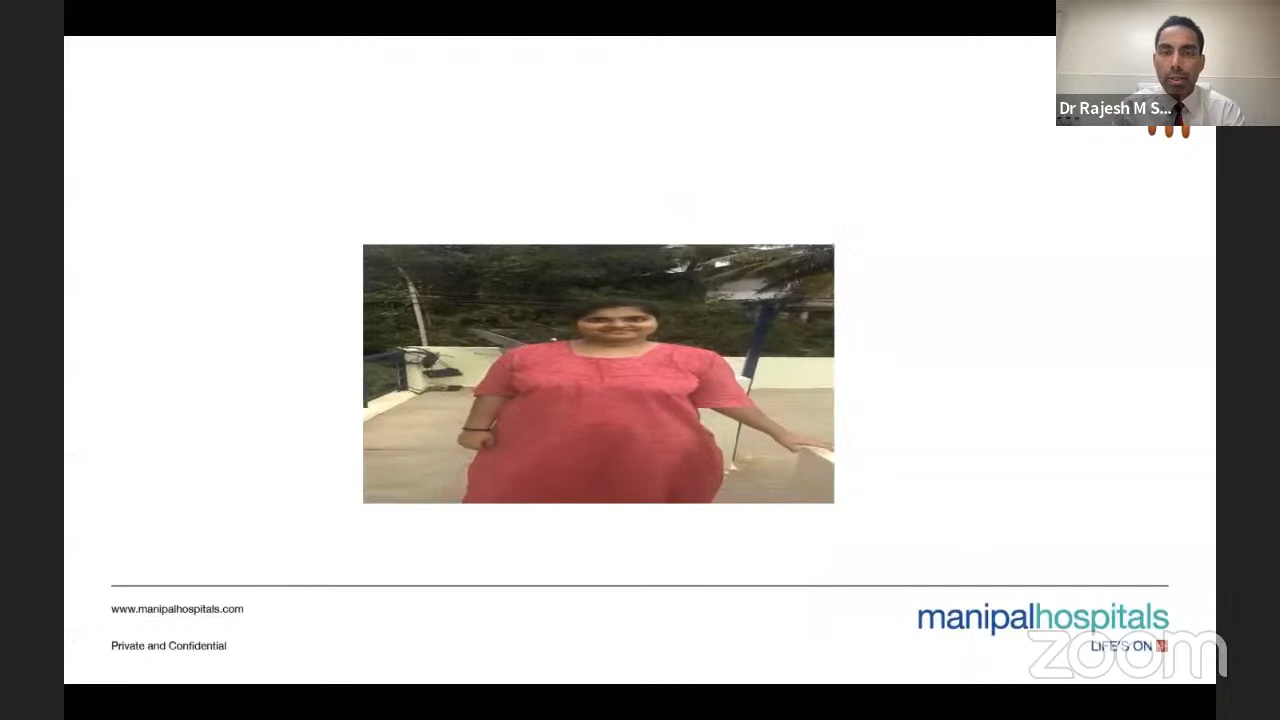 Dr Rajesh M S...
www.manipalhospitals.com
manipalhospitals
Private and Confidential
LIFE'S ON
zoom